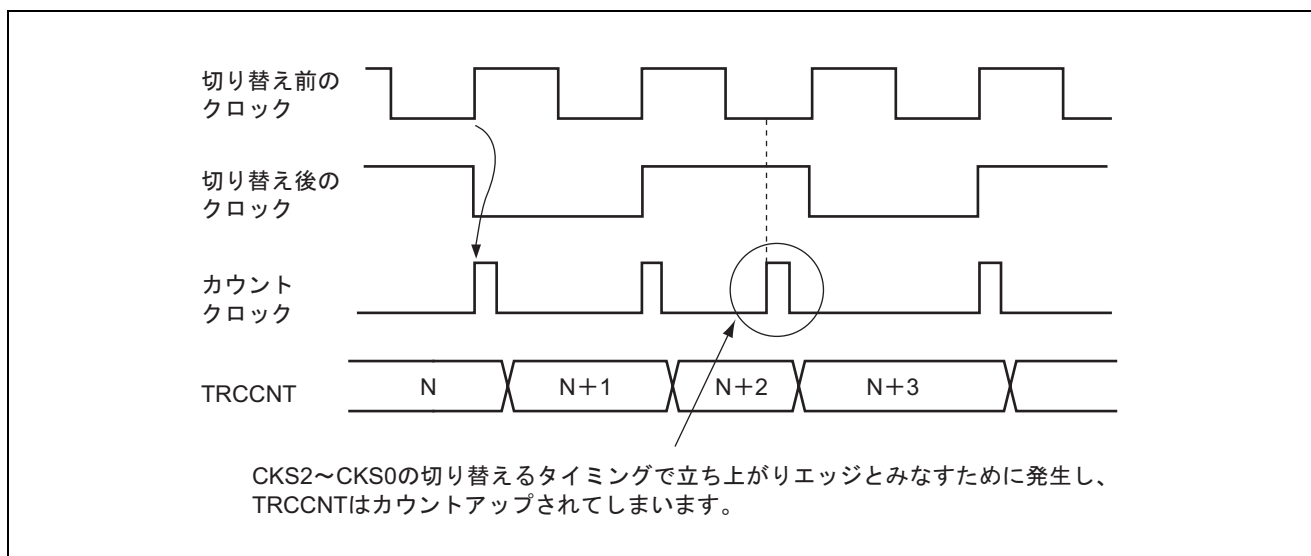 切り替え前の
クロック
切り替え後の
クロック
カウント
クロック
TRCCNT
N
N+1
N+2
N+3
CKS2～CKS0の切り替えるタイミングで立ち上がりエッジとみなすために発生し、
TRCCNTはカウントアップされてしまいます。